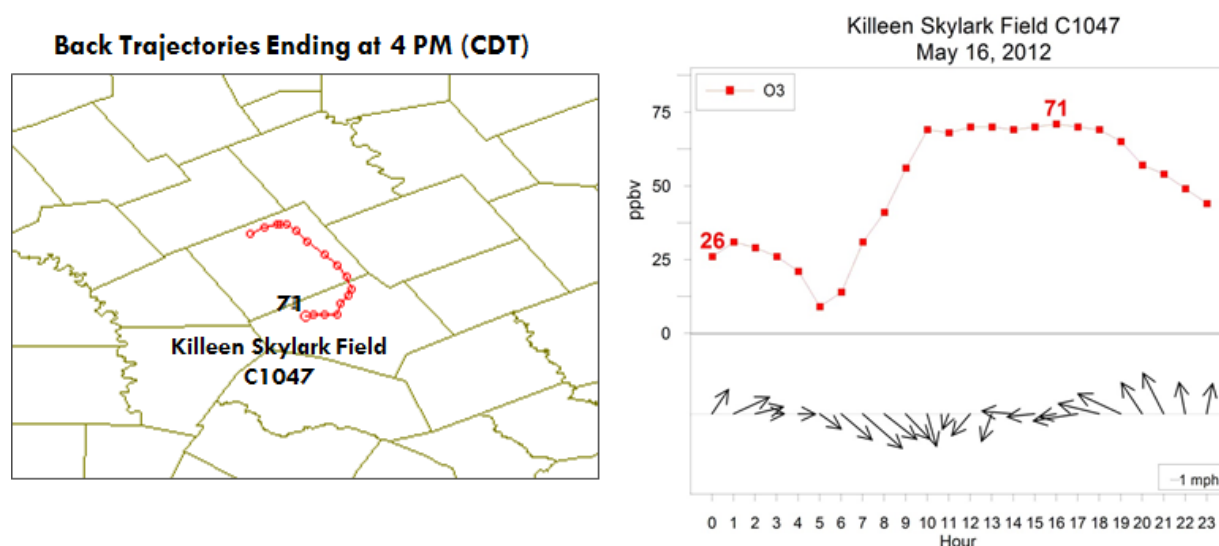 Back Trajectories Ending at 4 PM (CDT)
71
Killeen Skylark Field
C1047
Killeen Skylark Field C1047
May 16, 2012
O3
75
50
25
0
ppbv
26
71
1 mph
0 1 2 3 4 5 6 7 8 9 10 11 12 13 14 15 16 17 18 19 20 21 22 23
Hour